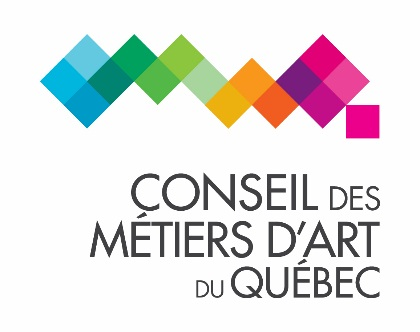 CONSEIL DES
MÉTIERS D'ART
DU QUÉBEC